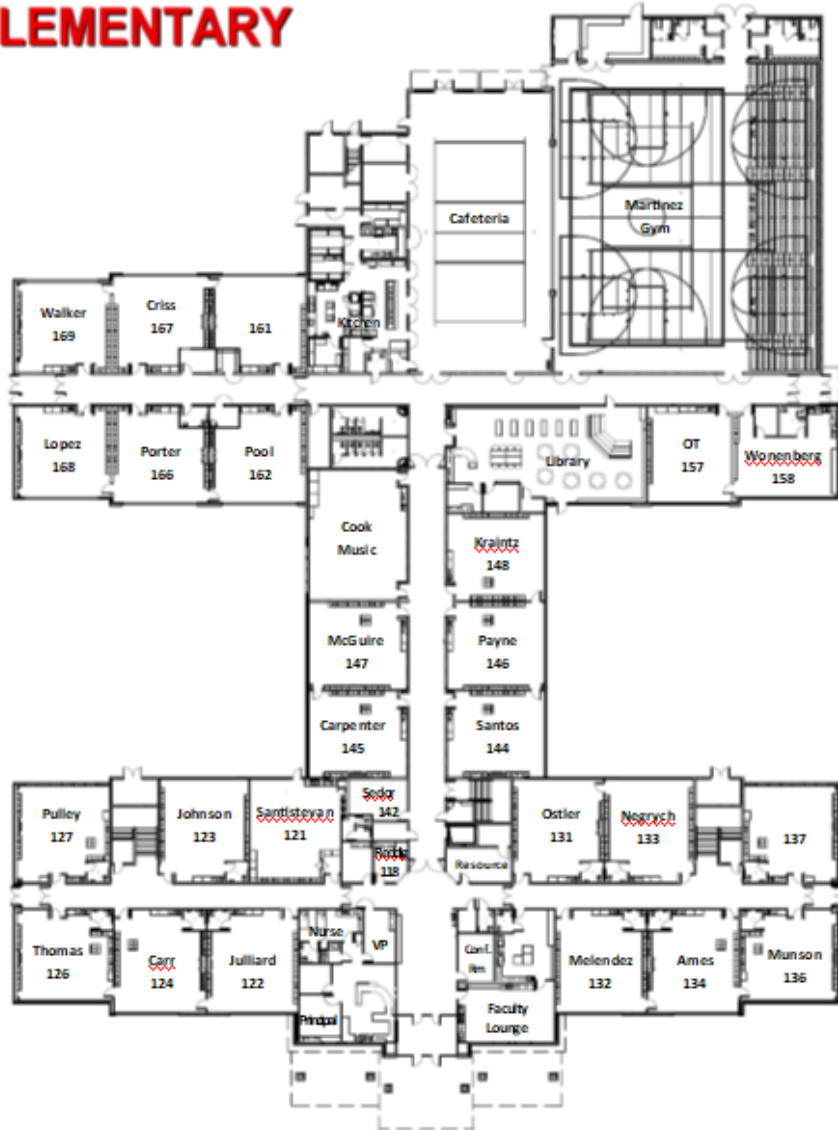 LEMENTARY
Cafeteria
Martinez
Gym
Walker
169
Criss
167
161
Kitchen
Lopez
168
Porter
166
Pool
162
Library
OT
157
Wonenberg
158
Cook
Music
Kraintz
148
McGuire
147
Payne
146
Carpenter
145
Santos
144
Pulley
127
Johnson
123
Santistevan
121
Sedor
142
118
Resource
Ostler
131
Negrych
133
137
Thomas
126
Carr
124
Julliard
122
Nurse
VP
Principal
Conf.
Rm
Faculty
Lounge
Melendez
132
Ames
134
Munson
136